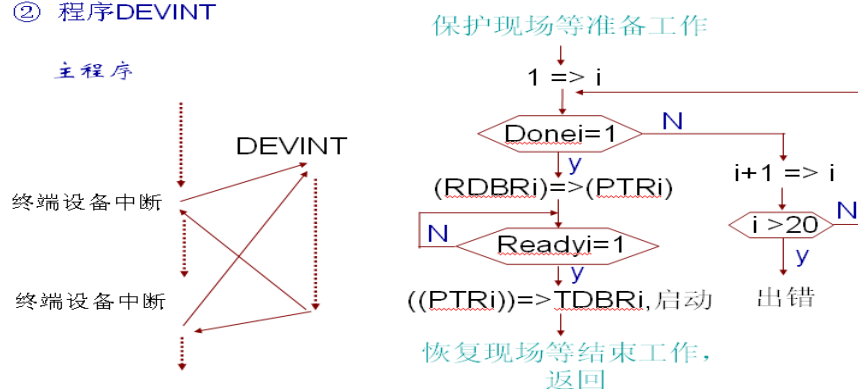 ② 程序DEVINT
主程序
DEVINT
终端设备中断
终端设备中断
保护现场等准备工作
1 => i
Donei=1
N
y
i+1 => i
(RDBRi)=>(PTRi)
i >20
N
N
Readyi=1
y
y
((PTRi))=>TDBRi,启动
出错
恢复现场等结束工作,
返回